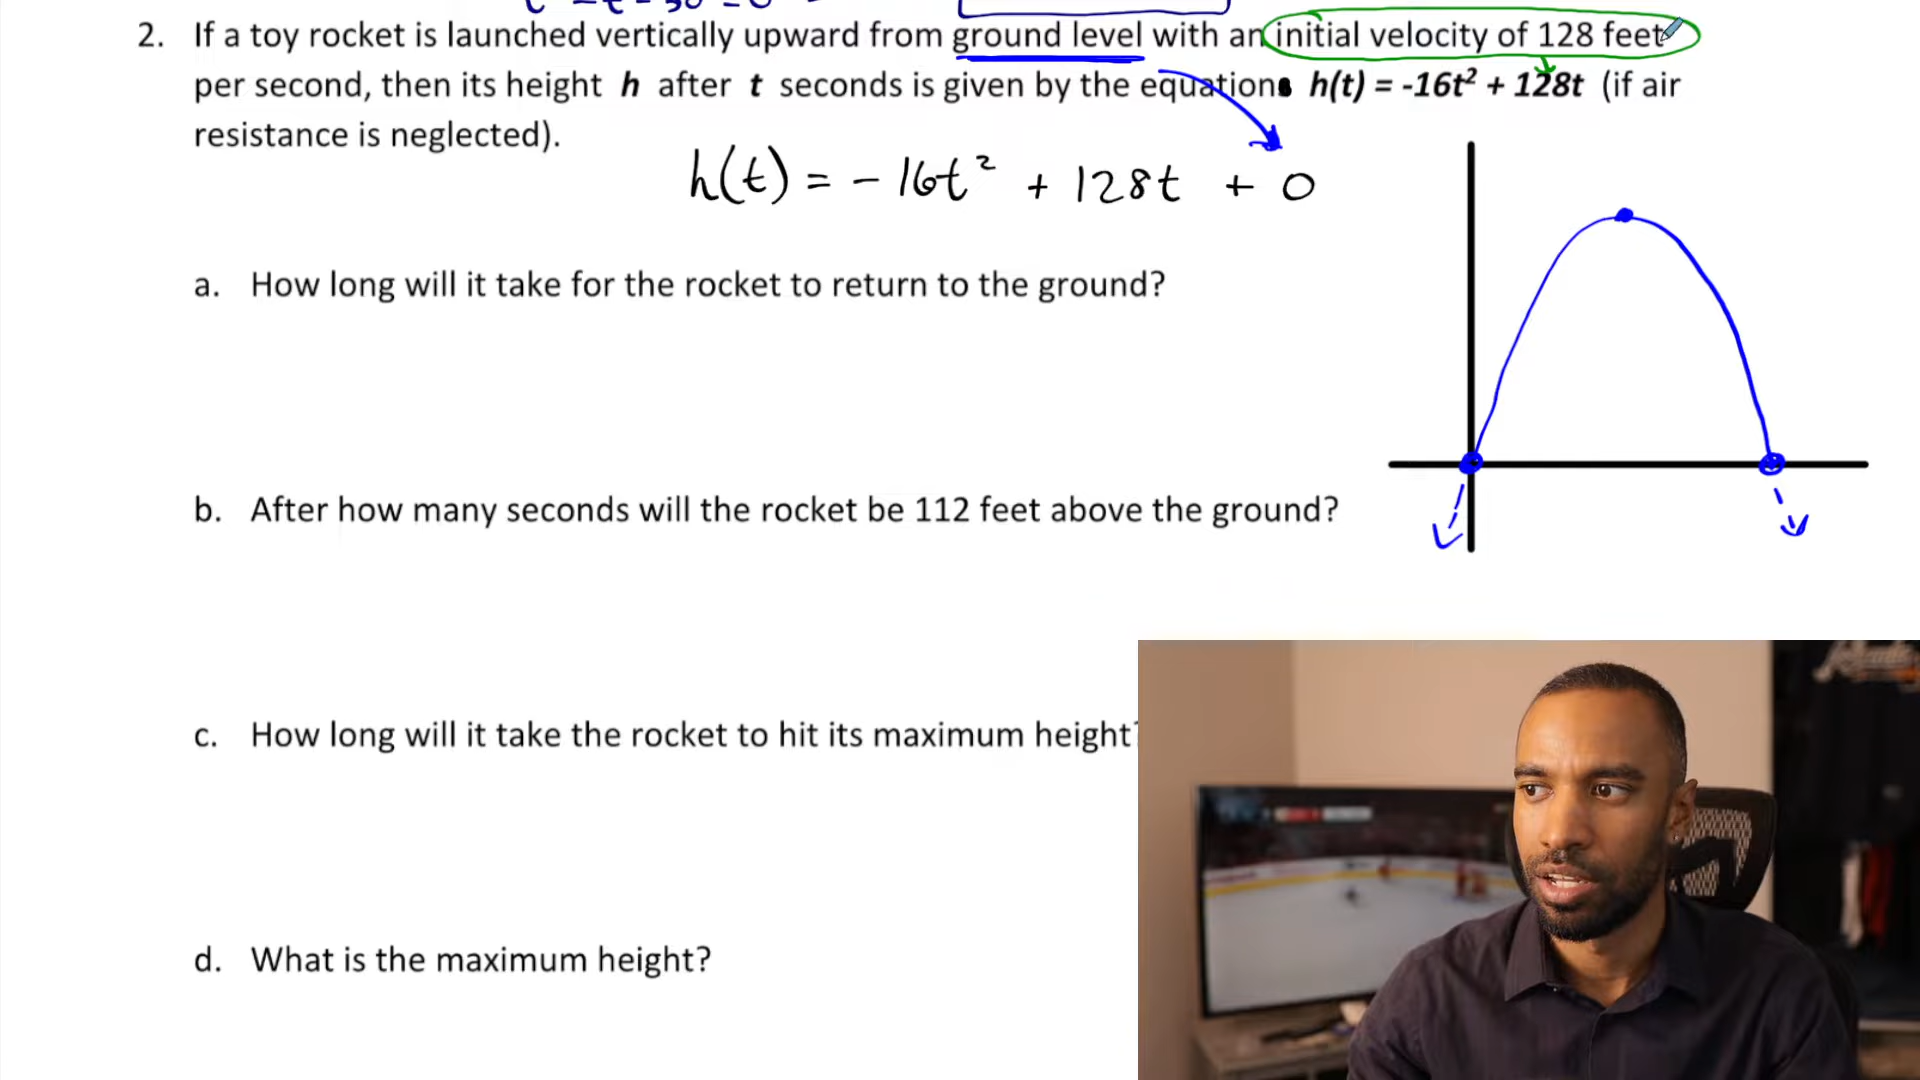 2. If a toy rocket is launched vertically upward from ground level with an initial velocity of 128 feet
per second, then its height h after t seconds is given by the equations h(t) = -16t² + 128t (if air
resistance is neglected).
h(t) = - 16t² + 128t + 0
a. How long will it take for the rocket to return to the ground?
b. After how many seconds will the rocket be 112 feet above the ground?
c. How long will it take the rocket to hit its maximum height?
d. What is the maximum height?